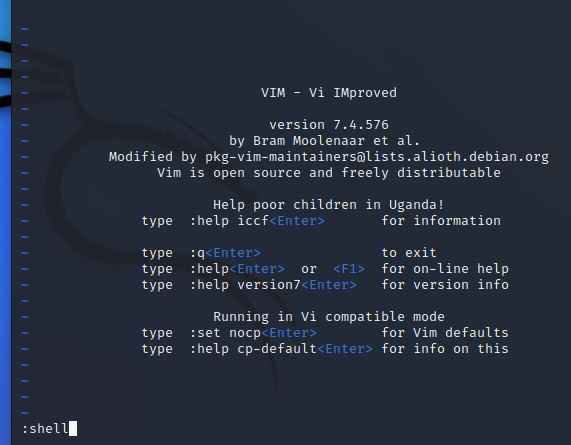 ~
~
~
~
~ VIM - Vi IMproved
~
~ version 7.4.576
~ by Bram Moolenaar et al.
~ Modified by pkg-vim-maintainers@lists.alioth.debian.org
~ Vim is open source and freely distributable
~
~ Help poor children in Uganda!
~ type :help iccf<Enter> for information
~
~ type :q<Enter> to exit
~ type :help<Enter> or <F1> for on-line help
~ type :help version7<Enter> for version info
~
~ Running in Vi compatible mode
~ type :set nocp<Enter> for Vim defaults
~ type :help cp-default<Enter> for info on this
~
~
~
~
:shell